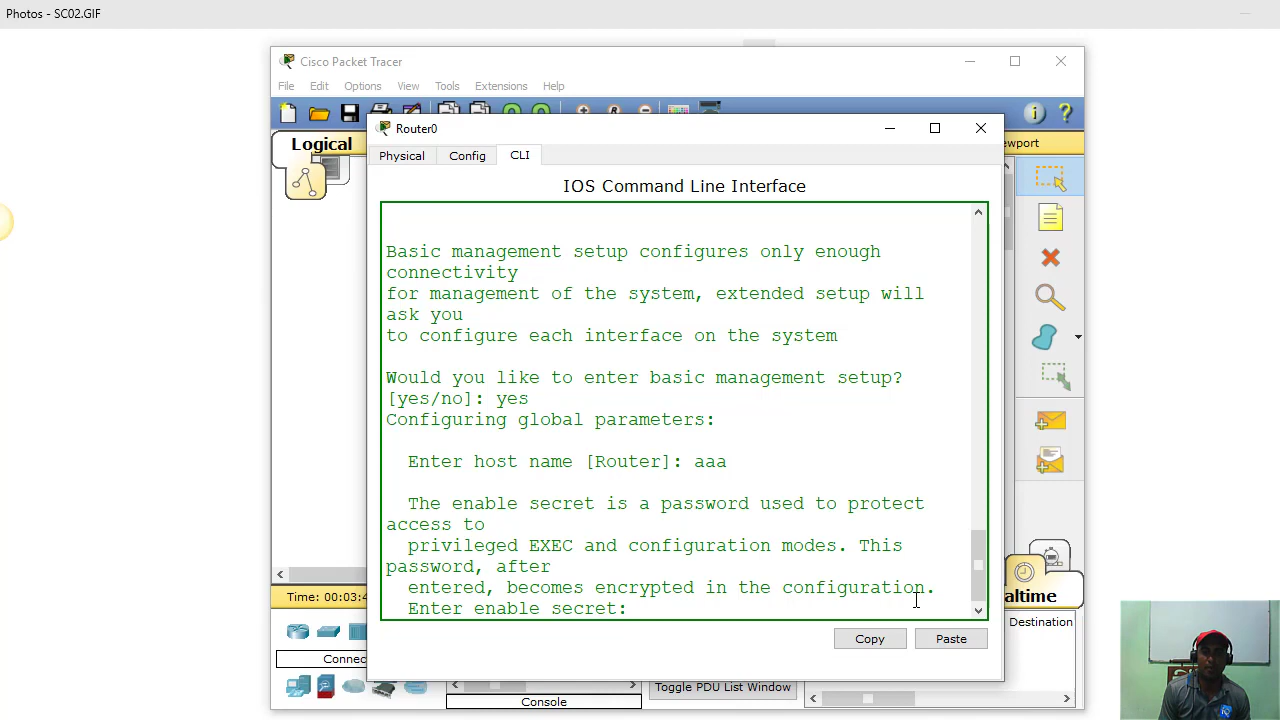 Photos - SC02.GIF
Cisco Packet Tracer
File Edit Options View Tools Extensions Help
Logical
ewport
Router0
Physical Config CLI
IOS Command Line Interface
Basic management setup configures only enough
connectivity
for management of the system, extended setup will
ask you
to configure each interface on the system
Would you like to enter basic management setup?
[yes/no]: yes
Configuring global parameters:
Enter host name [Router]: aaa
The enable secret is a password used to protect
access to
privileged EXEC and configuration modes. This
password, after
entered, becomes encrypted in the configuration.
Enter enable secret:
Copy Paste
Time: 00:03:4
altime
Destination
Connec
Toggle PDU List Window
Console